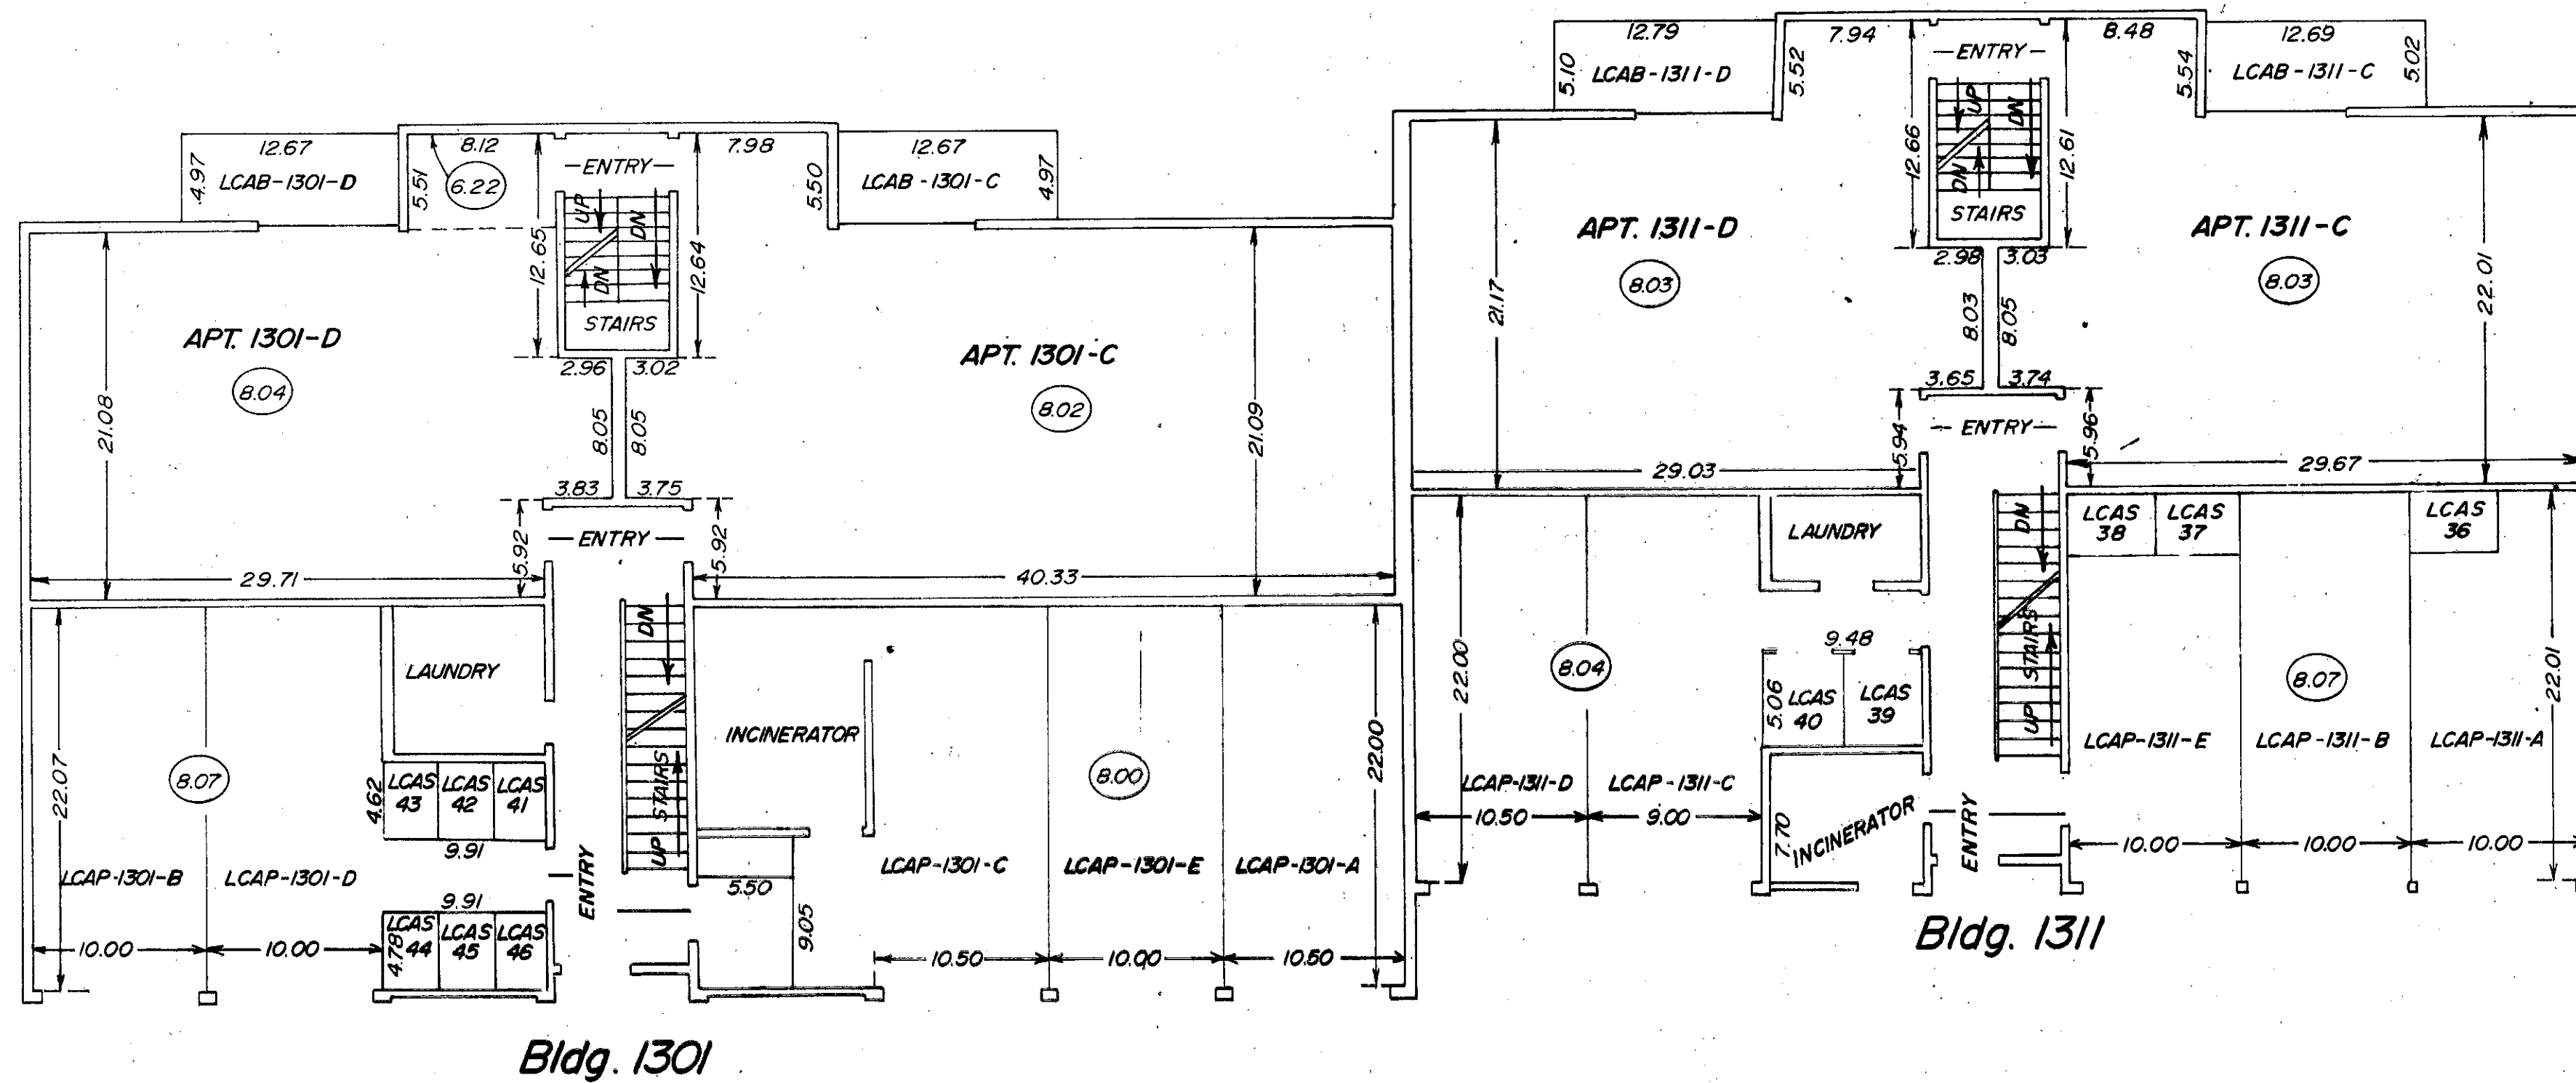 12.67
LCAB-1301-D
4.97
8.12
5.51
6.22
—ENTRY—
7.98
5.50
12.67
LCAB-1301-C
4.97
12.65
UP
DN
DN
STAIRS
12.64
2.96
3.02
8.05
8.05
3.83
3.75
APT. 1301-D
8.04
21.08
APT. 1301-C
8.02
21.09
5.92
—ENTRY—
5.92
29.71
40.33
22.07
8.07
LAUNDRY
LCAS
43
LCAS
42
LCAS
41
4.62
9.91
LCAP-1301-B
LCAP-1301-D
9.91
LCAS
44
LCAS
45
LCAS
46
4.78
10.00
10.00
ENTRY
DN
UP STAIRS
INCINERATOR
5.50
9.05
LCAP-1301-C
8.00
LCAP-1301-E
LCAP-1301-A
22.00
10.50
10.00
10.50
Bldg. 1301
12.79
LCAB-1311-D
5.10
7.94
5.52
—ENTRY—
8.48
5.54
12.69
LCAB-1311-C
5.02
12.66
UP
DN
DN
STAIRS
12.61
2.98
3.03
8.03
8.05
3.65
3.74
APT. 1311-D
8.03
21.17
APT. 1311-C
8.03
22.01
5.94
—ENTRY—
5.96
29.03
29.67
22.00
8.04
LAUNDRY
9.48
5.06
LCAS
40
LCAS
39
LCAP-1311-D
LCAP-1311-C
10.50
9.00
7.70
INCINERATOR
ENTRY
DN
UP STAIRS
LCAS
38
LCAS
37
LCAS
36
8.07
22.01
LCAP-1311-E
LCAP-1311-B
LCAP-1311-A
10.00
10.00
10.00
Bldg. 1311